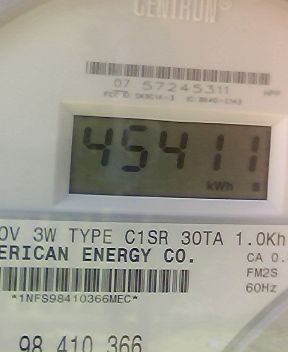 CENTRON®
07 57245311
45411
kWh
0V 3W TYPE C1SR 30TA 1.0Kh
ERICAN ENERGY CO.
CA 0.
FM2S
*1NFS98410366MEC*
60Hz
98 410 366